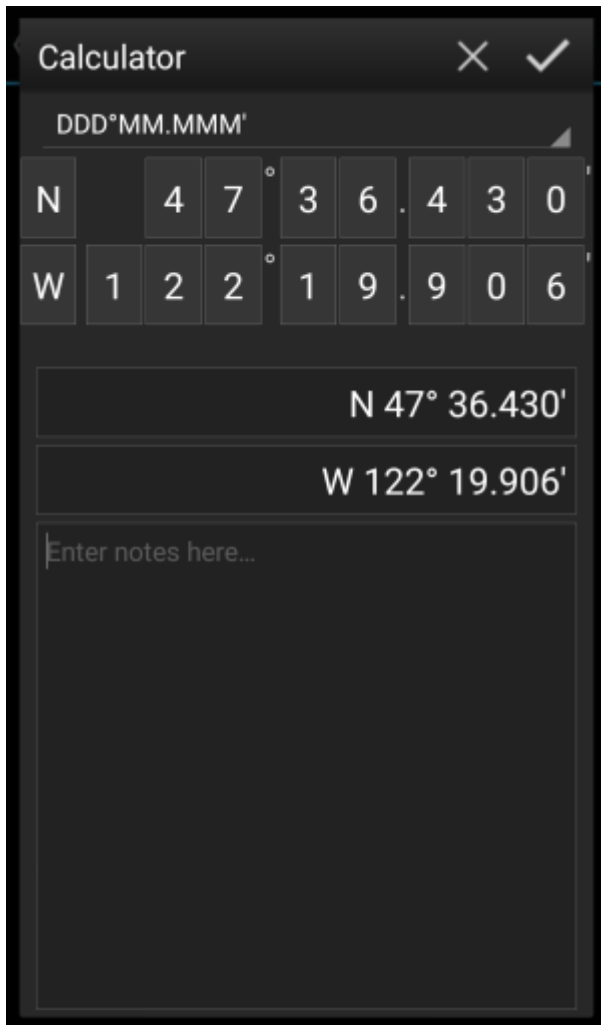 Calculator
DDD°MM.MMM'
N 4 7 ° 3 6 . 4 3 0 '
W 1 2 2 ° 1 9 . 9 0 6 '
N 47° 36.430'
W 122° 19.906'
Enter notes here...